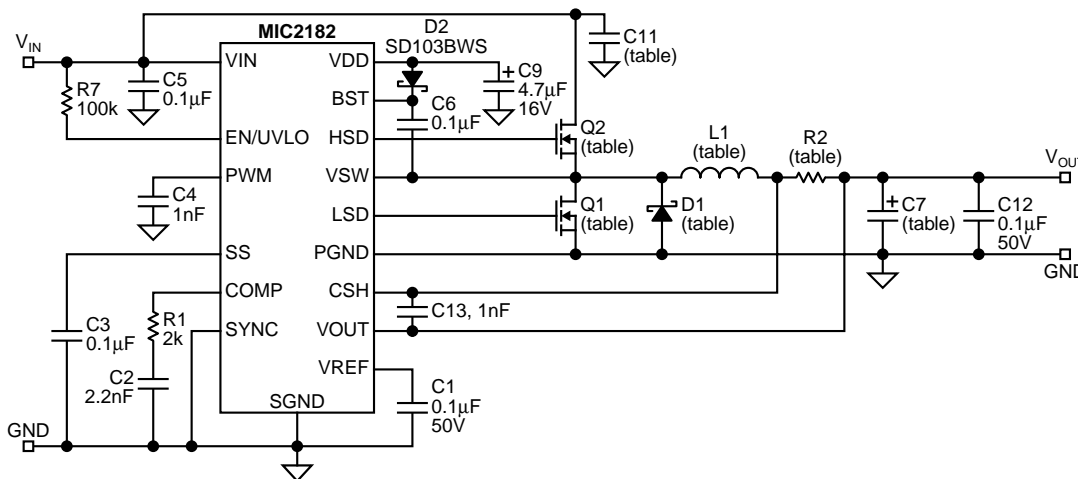 MIC2182
D2
SD103BWS
V_IN
VIN
VDD
C11
(table)
C5
0.1µF
C9
4.7µF
16V
R7
100k
BST
C6
0.1µF
EN/UVLO
HSD
Q2
(table)
L1
(table)
R2
(table)
PWM
VSW
V_OUT
C4
1nF
LSD
Q1
(table)
D1
(table)
C7
(table)
C12
0.1µF
50V
SS
PGND
GND
COMP
CSH
C13, 1nF
C3
0.1µF
R1
2k
SYNC
VOUT
C2
2.2nF
VREF
C1
0.1µF
50V
SGND
GND